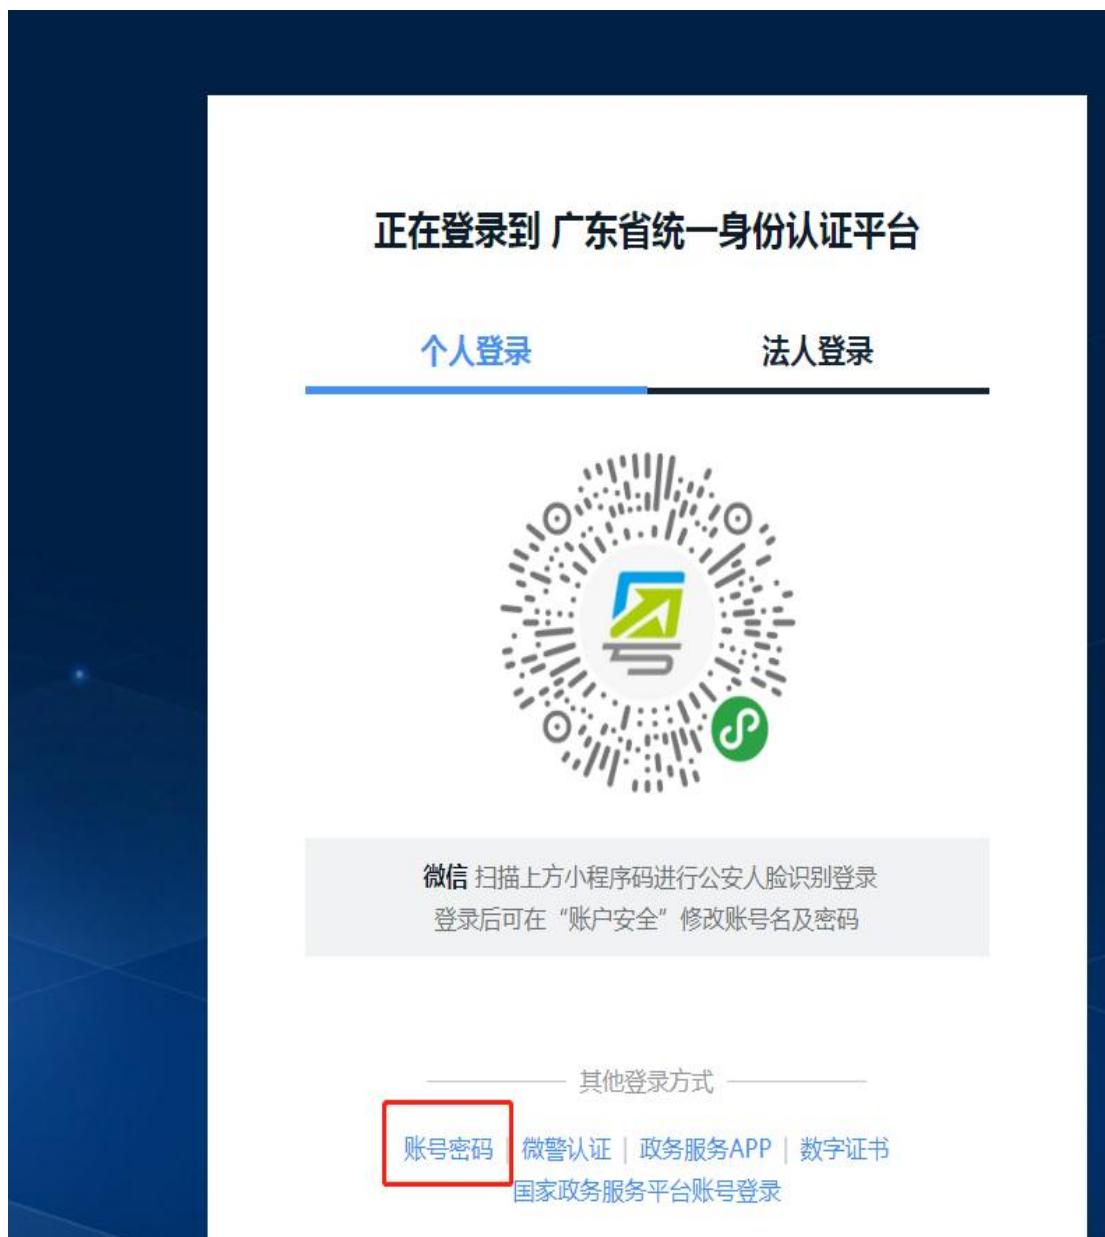 正在登录到 广东省统一身份认证平台
个人登录 法人登录
微信 扫描上方小程序码进行公安人脸识别登录
登录后可在“账户安全”修改账号名及密码
其他登录方式
账号密码 | 微警认证 | 政务服务APP | 数字证书
国家政务服务平台账号登录